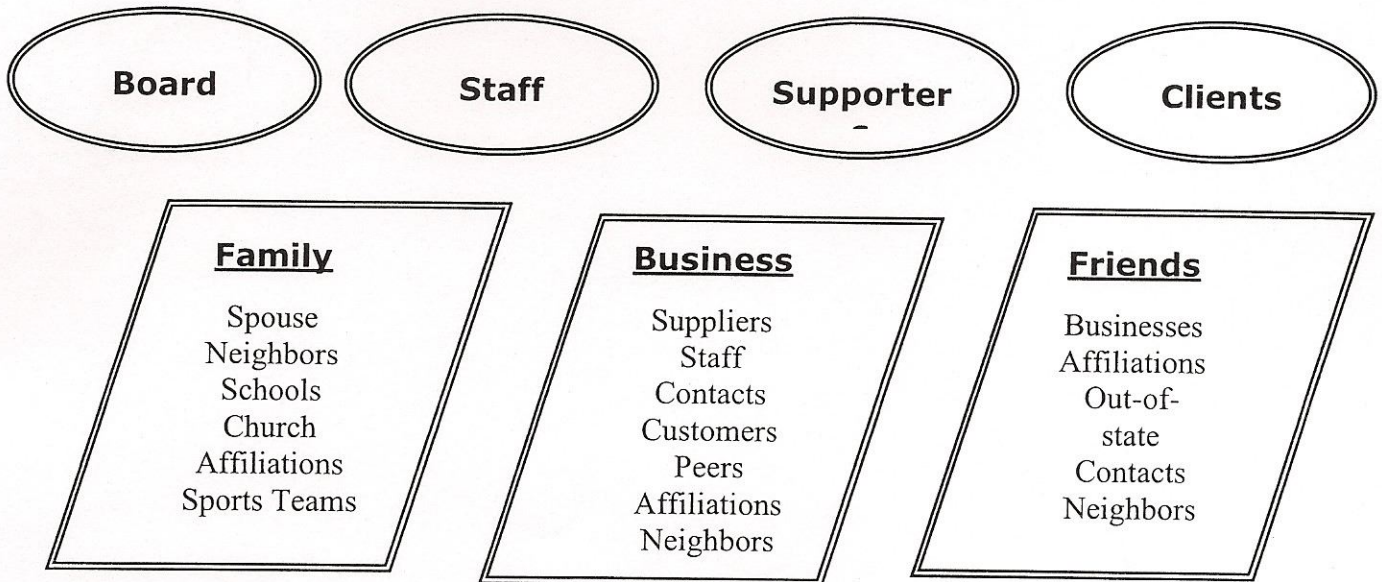 Board
Staff
Supporter
Clients
Family
Spouse
Neighbors
Schools
Church
Affiliations
Sports Teams
Business
Suppliers
Staff
Contacts
Customers
Peers
Affiliations
Neighbors
Friends
Businesses
Affiliations
Out-of-
state
Contacts
Neighbors